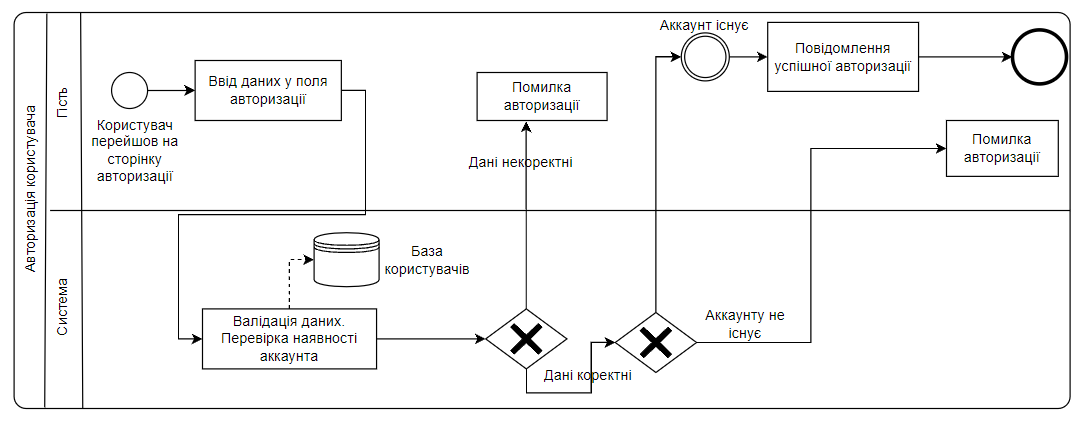 Авторизація користувача
Гість
Система
Користувач
перейшов на
сторінку
авторизації
Ввід даних у поля
авторизації
Помилка
авторизації
Аккаунт існує
Повідомлення
успішної авторизації
Помилка
авторизації
Дані некоректні
База
користувачів
Валідація даних.
Перевірка наявності
аккаунта
Дані коректні
Аккаунту не
існує